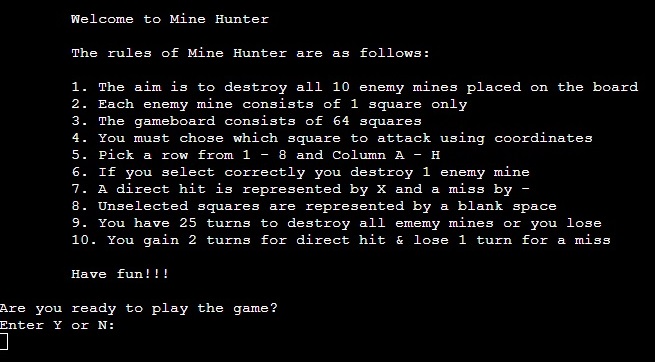 Welcome to Mine Hunter
The rules of Mine Hunter are as follows:
1. The aim is to destroy all 10 enemy mines placed on the board
2. Each enemy mine consists of 1 square only
3. The gameboard consists of 64 squares
4. You must chose which square to attack using coordinates
5. Pick a row from 1 - 8 and Column A - H
6. If you select correctly you destroy 1 enemy mine
7. A direct hit is represented by X and a miss by -
8. Unselected squares are represented by a blank space
9. You have 25 turns to destroy all ememy mines or you lose
10. You gain 2 turns for direct hit & lose 1 turn for a miss
Have fun!!!
Are you ready to play the game?
Enter Y or N: